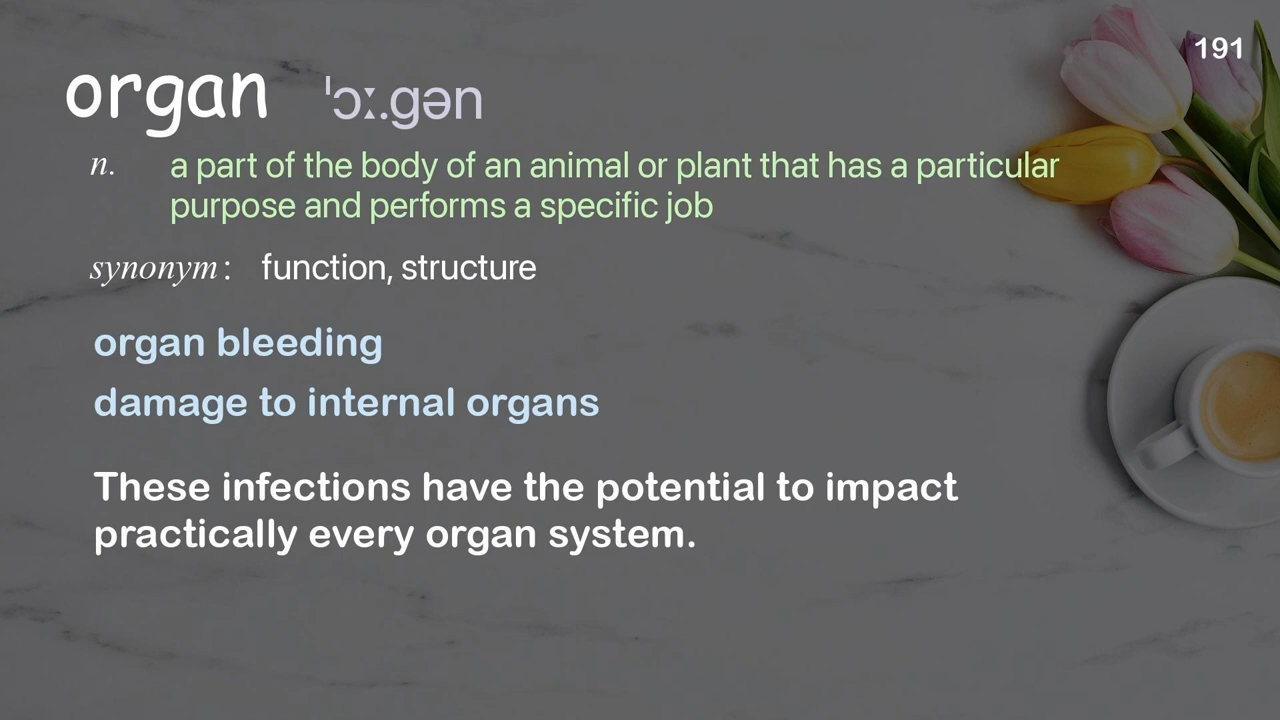 191
organ ˈɔː.gən
n. a part of the body of an animal or plant that has a particular
purpose and performs a specific job
synonym: function, structure
organ bleeding
damage to internal organs
These infections have the potential to impact
practically every organ system.